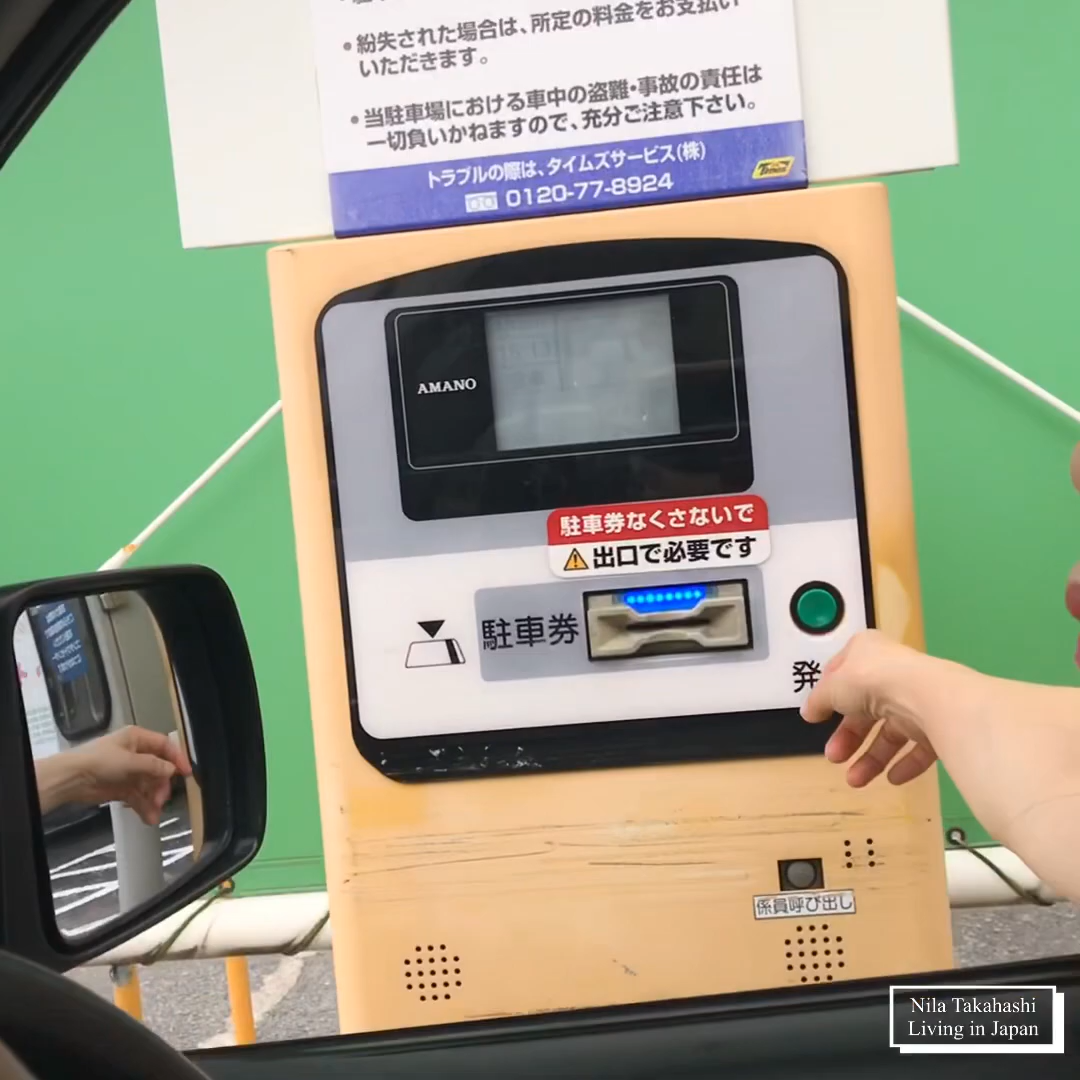 •紛失された場合は、所定の料金をお支払い
いただきます。
•当駐車場における車中の盗難・事故の責任は
一切負いかねますので、充分ご注意下さい。
トラブルの際は、タイムズサービス(株)
0120-77-8924
Times
AMANO
駐車券なくさないで
出口で必要です
駐車券
発
係員呼び出し
Nila Takahashi
Living in Japan